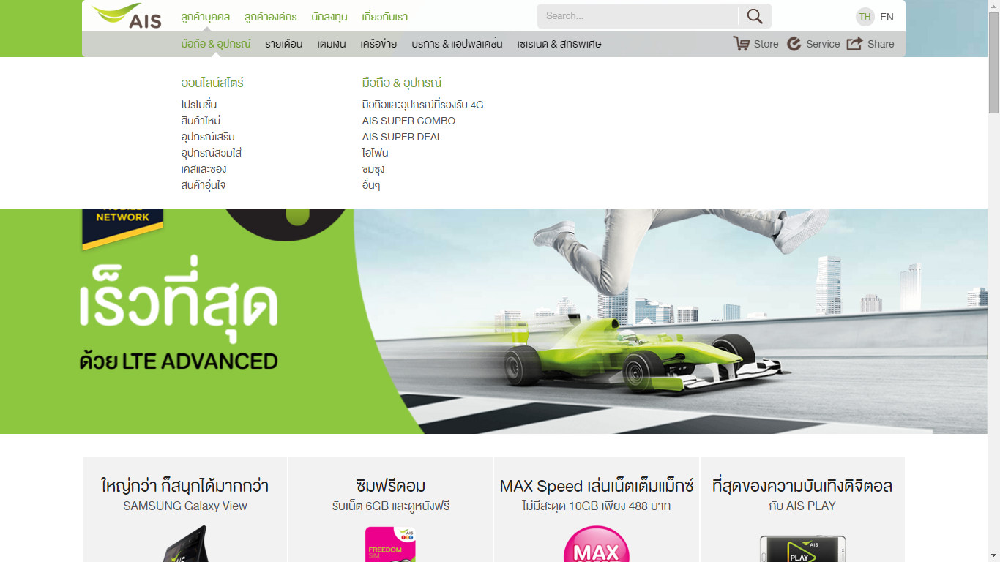 AIS
ลูกค้าบุคคล ลูกค้าองค์กร นักลงทุน เกี่ยวกับเรา
Search...
TH EN
มือถือ & อุปกรณ์ รายเดือน เติมเงิน เครือข่าย บริการ & แอปพลิเคชั่น เซเรเนด & สิทธิพิเศษ
Store Service Share
ออนไลน์สโตร์
โปรโมชั่น
สินค้าใหม่
อุปกรณ์เสริม
อุปกรณ์สวมใส่
เคสและซอง
สินค้าอุ่นใจ
มือถือ & อุปกรณ์
มือถือและอุปกรณ์ที่รองรับ 4G
AIS SUPER COMBO
AIS SUPER DEAL
ไอโฟน
ซัมซุง
อื่นๆ
NETWORK
เร็วที่สุด
ด้วย LTE ADVANCED
ใหญ่กว่า ก็สนุกได้มากกว่า
SAMSUNG Galaxy View
AIS
ซิมฟรีดอม
รับเน็ต 6GB และดูหนังฟรี
AIS
FREEDOM
SIM
MAX Speed เล่นเน็ตเต็มแม็กซ์
ไม่มีสะดุด 10GB เพียง 488 บาท
MAX
ที่สุดของความบันเทิงดิจิตอล
กับ AIS PLAY
AIS
PLAY